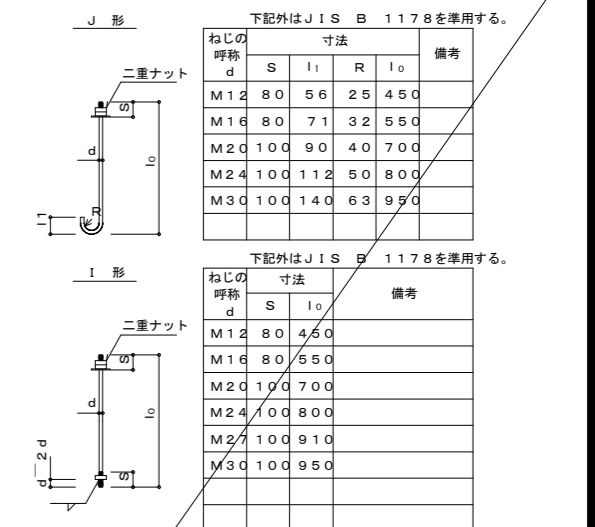 J 形
下記外はJIS B 1178を準用する。
ねじの呼称 d 寸法 備考
S l1 R l0
M12 80 56 25 450
M16 80 71 32 550
M20 100 90 40 700
M24 100 112 50 800
M30 100 140 63 950
二重ナット
S
d
l0
R
l1
下記外はJIS B 1178を準用する。
I 形
ねじの呼称 d 寸法 備考
S l0
M12 80 450
M16 80 550
M20 100 700
M24 100 800
M27 100 910
M30 100 950
二重ナット
S
d
l0
d―2d
S